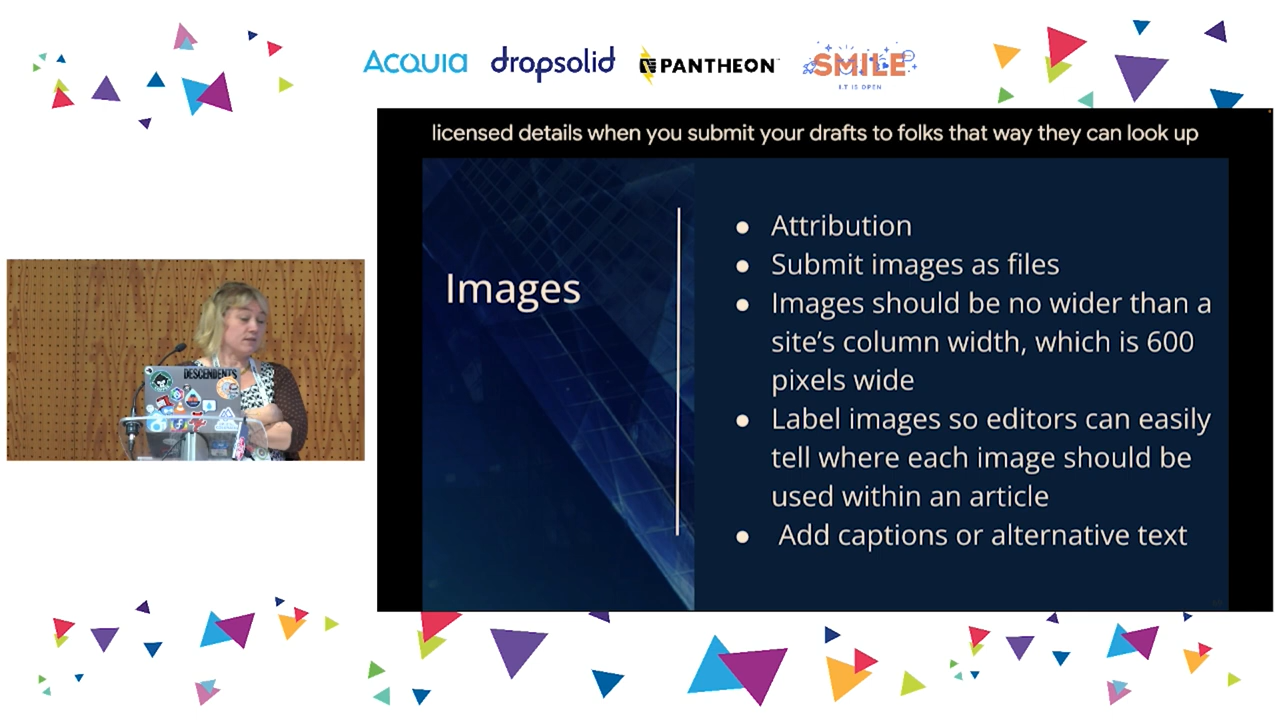 Acquia
dropsolid
PANTHEON
SMILE
I.T IS OPEN
licensed details when you submit your drafts to folks that way they can look up
Images
● Attribution
● Submit images as files
● Images should be no wider than a
site's column width, which is 600
pixels wide
● Label images so editors can easily
tell where each image should be
used within an article
● Add captions or alternative text
DESCENDENTS